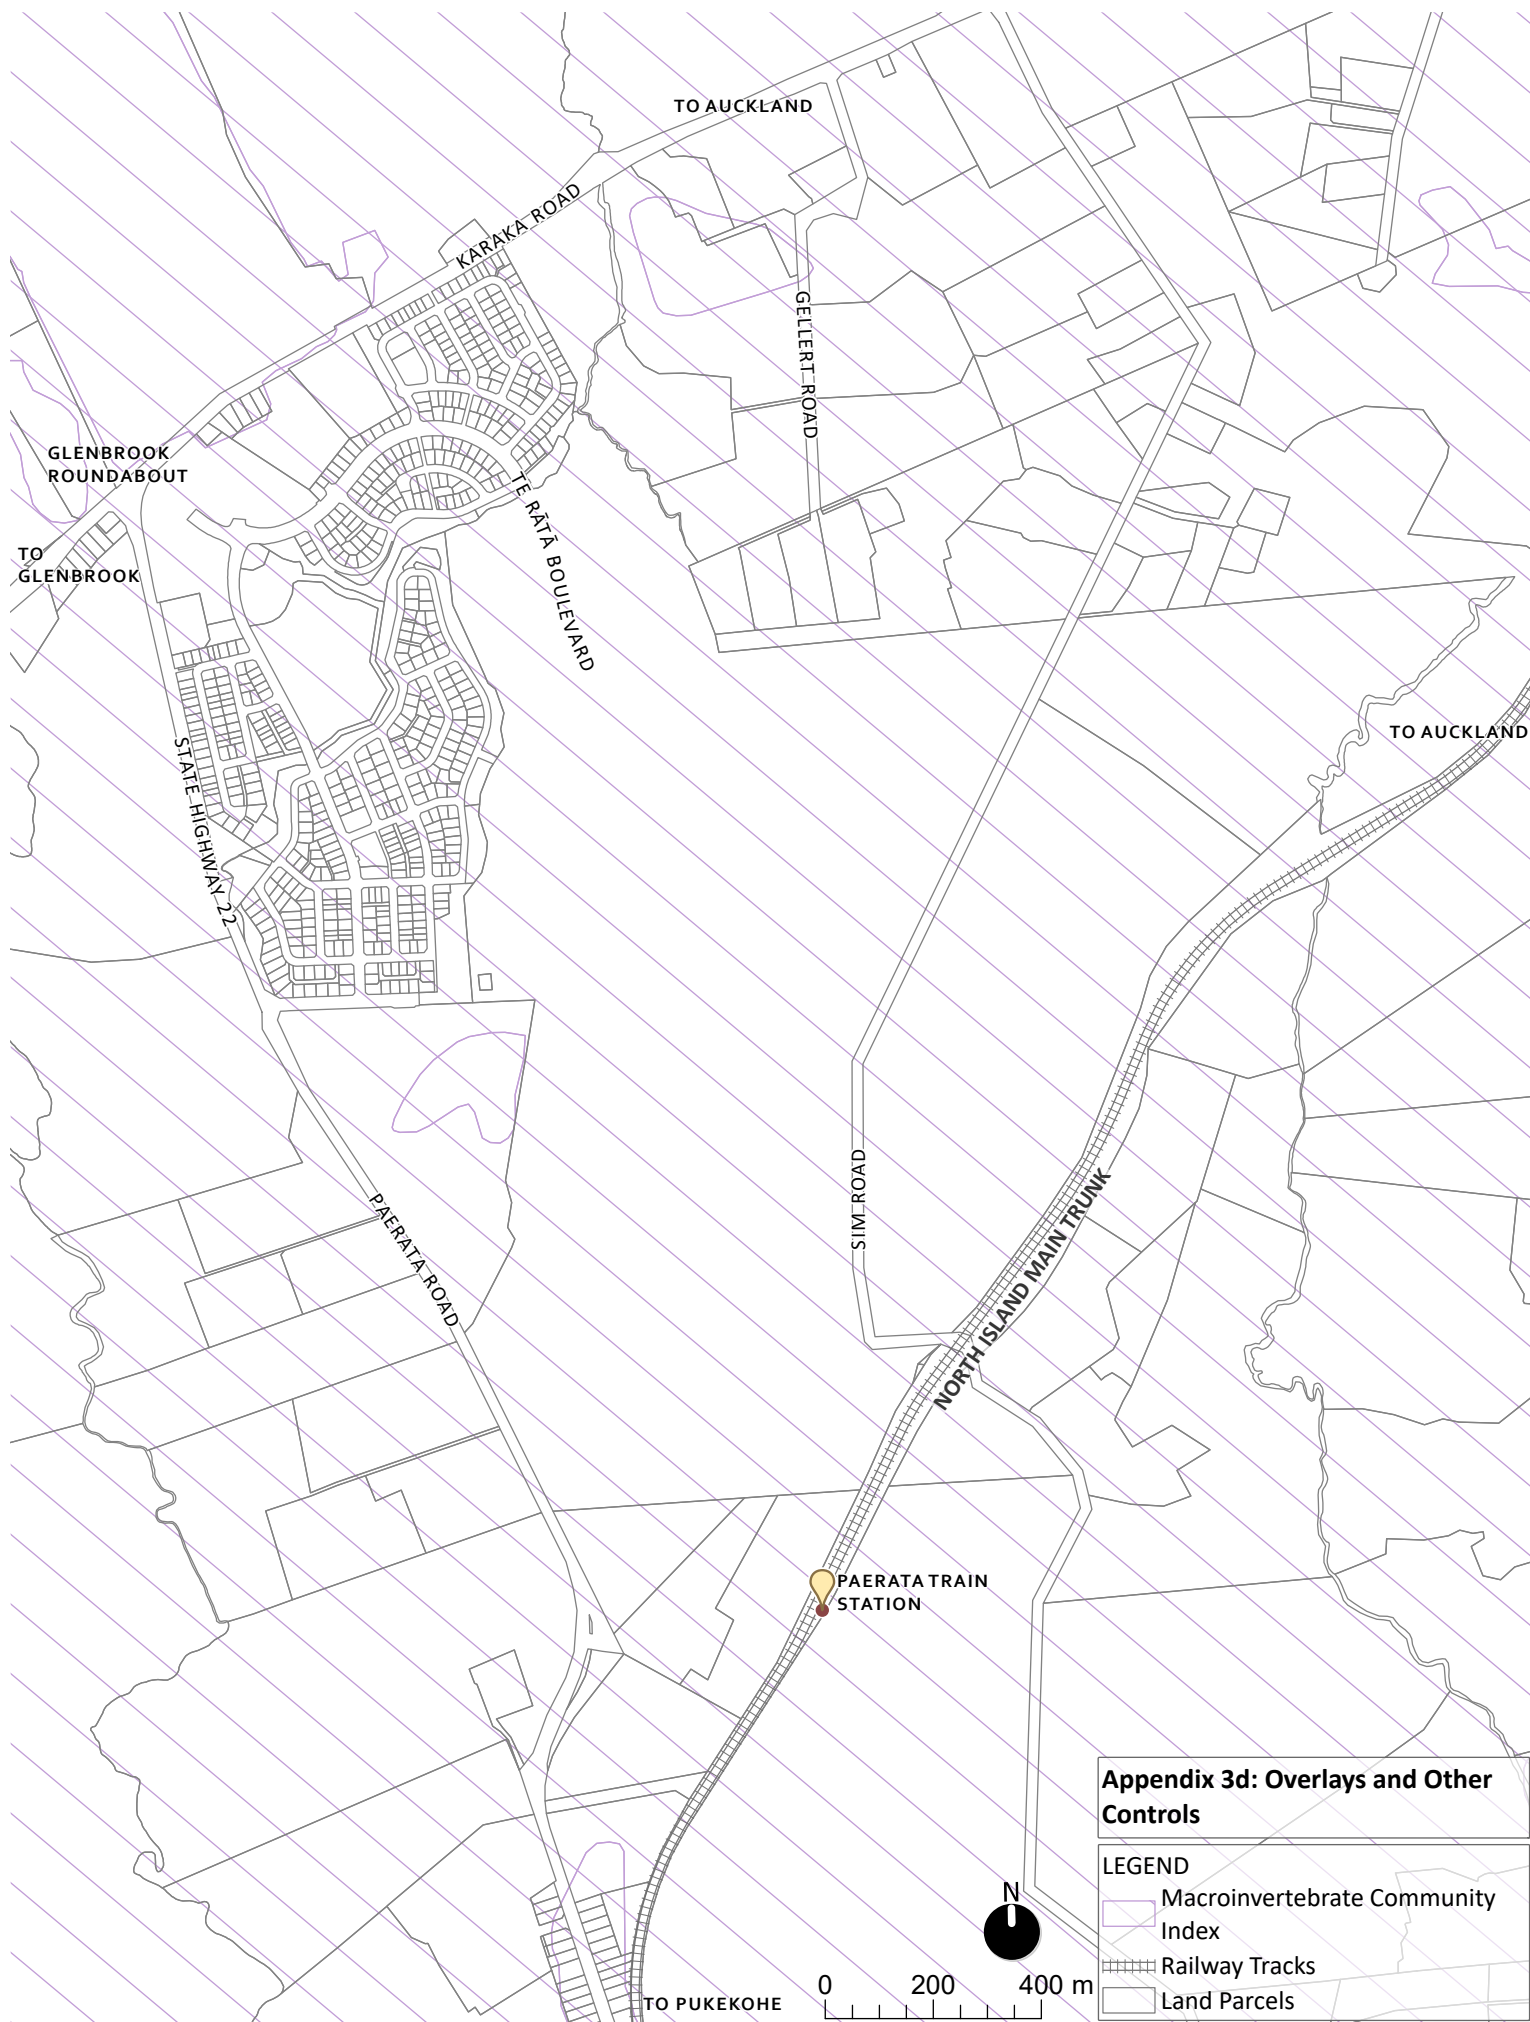 TO AUCKLAND
KARAKA ROAD
GELLERT ROAD
GLENBROOK
ROUNDABOUT
TE RĀTĀ BOULEVARD
TO
GLENBROOK
TO AUCKLAND
STATE HIGHWAY 22
SIM ROAD
NORTH ISLAND MAIN TRUNK
PAERATA ROAD
PAERATA TRAIN
STATION
Appendix 3d: Overlays and Other
Controls
LEGEND
Macroinvertebrate Community
Index
Railway Tracks
Land Parcels
N
0 200 400 m
TO PUKEKOHE